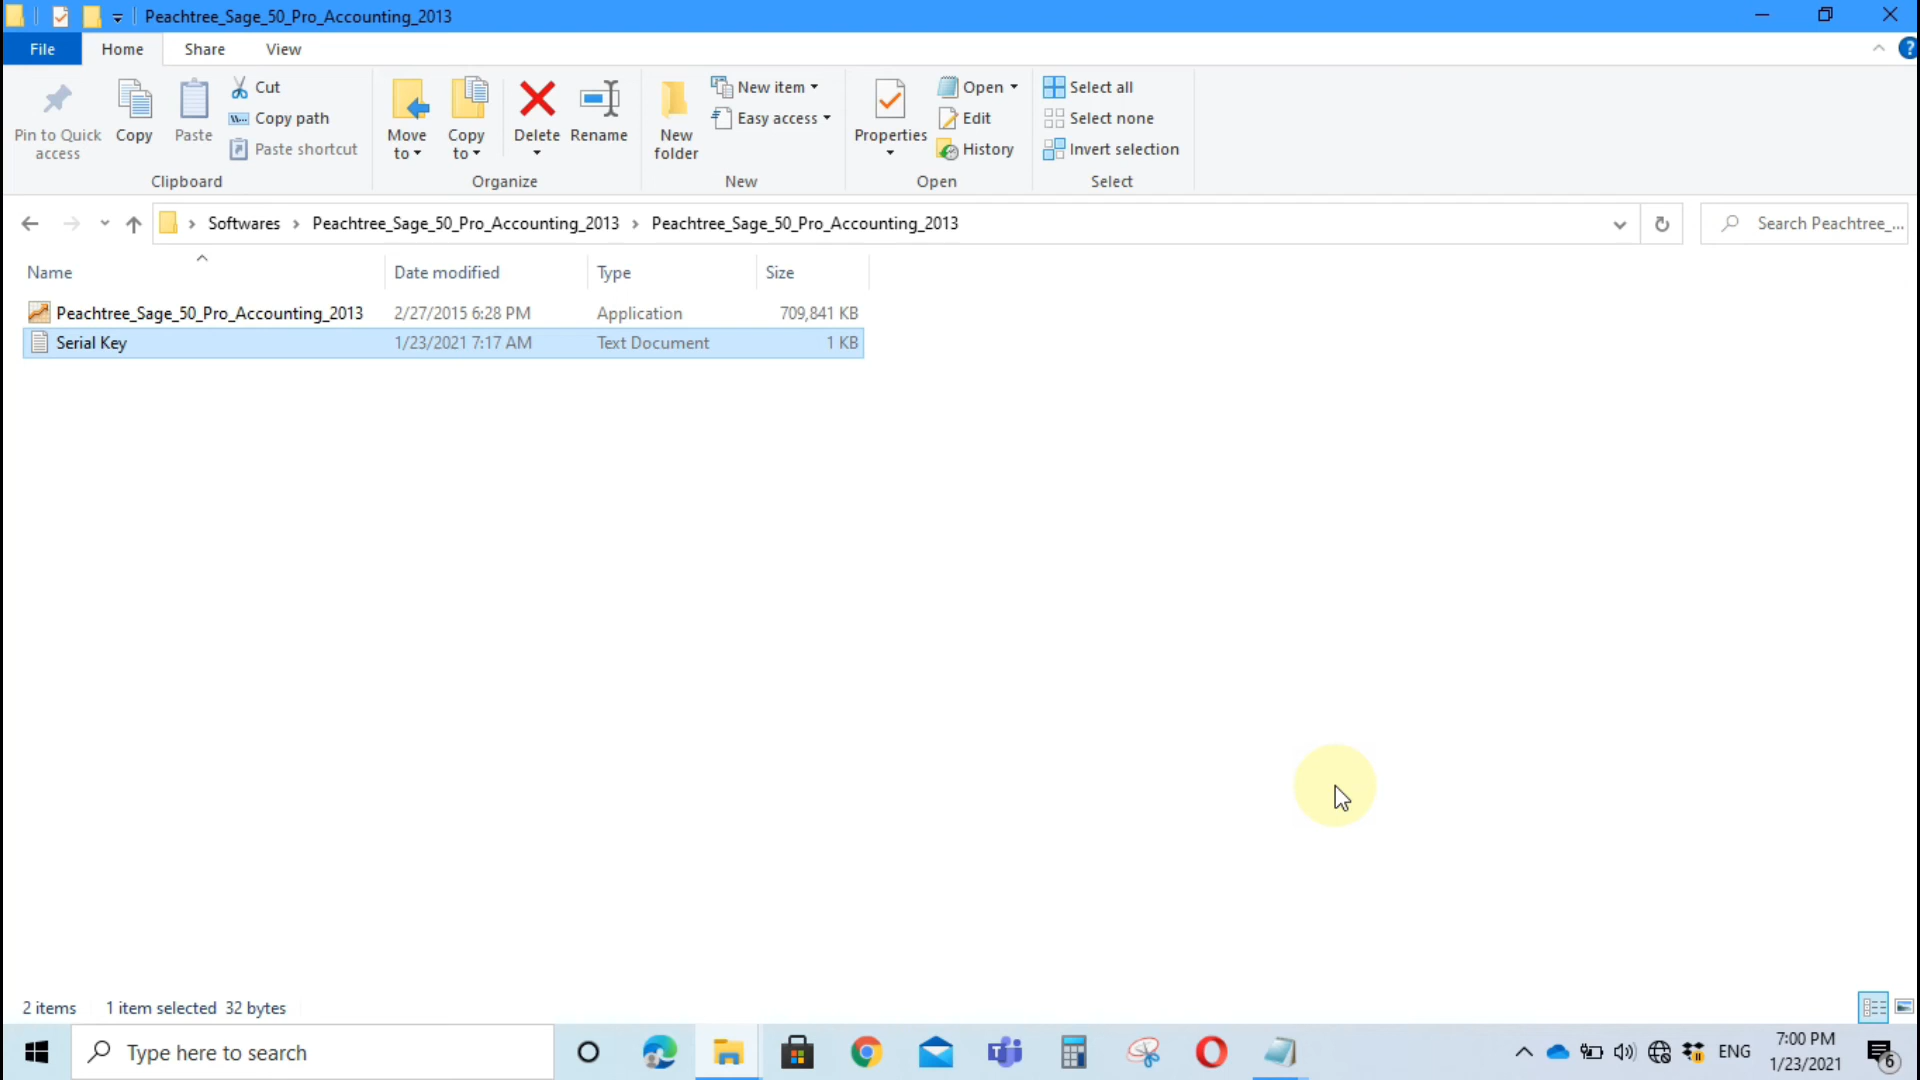 Peachtree_Sage_50_Pro_Accounting_2013
File Home Share View
Pin to Quick access
Copy
Paste
Cut
Copy path
Paste shortcut
Clipboard
Move to
Copy to
Delete
Rename
Organize
New folder
New item
Easy access
New
Properties
Open
Edit
History
Open
Select all
Select none
Invert selection
Select
Softwares Peachtree_Sage_50_Pro_Accounting_2013 Peachtree_Sage_50_Pro_Accounting_2013
Search Peachtree_...
Name Date modified Type Size
Peachtree_Sage_50_Pro_Accounting_2013 2/27/2015 6:28 PM Application 709,841 KB
Serial Key 1/23/2021 7:17 AM Text Document 1 KB
2 items 1 item selected 32 bytes
Type here to search
ENG
7:00 PM
1/23/2021
6